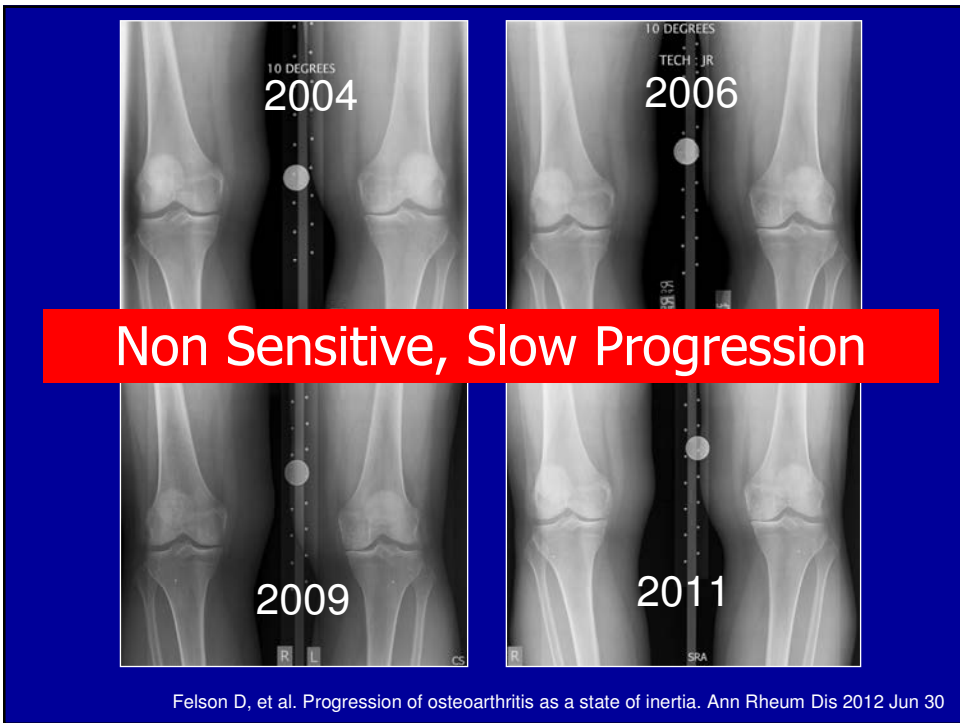 10 DEGREES
2004
10 DEGREES
TECH : JR
2006
Non Sensitive, Slow Progression
2009
R L
CS
2011
R
SRA
Felson D, et al. Progression of osteoarthritis as a state of inertia. Ann Rheum Dis 2012 Jun 30